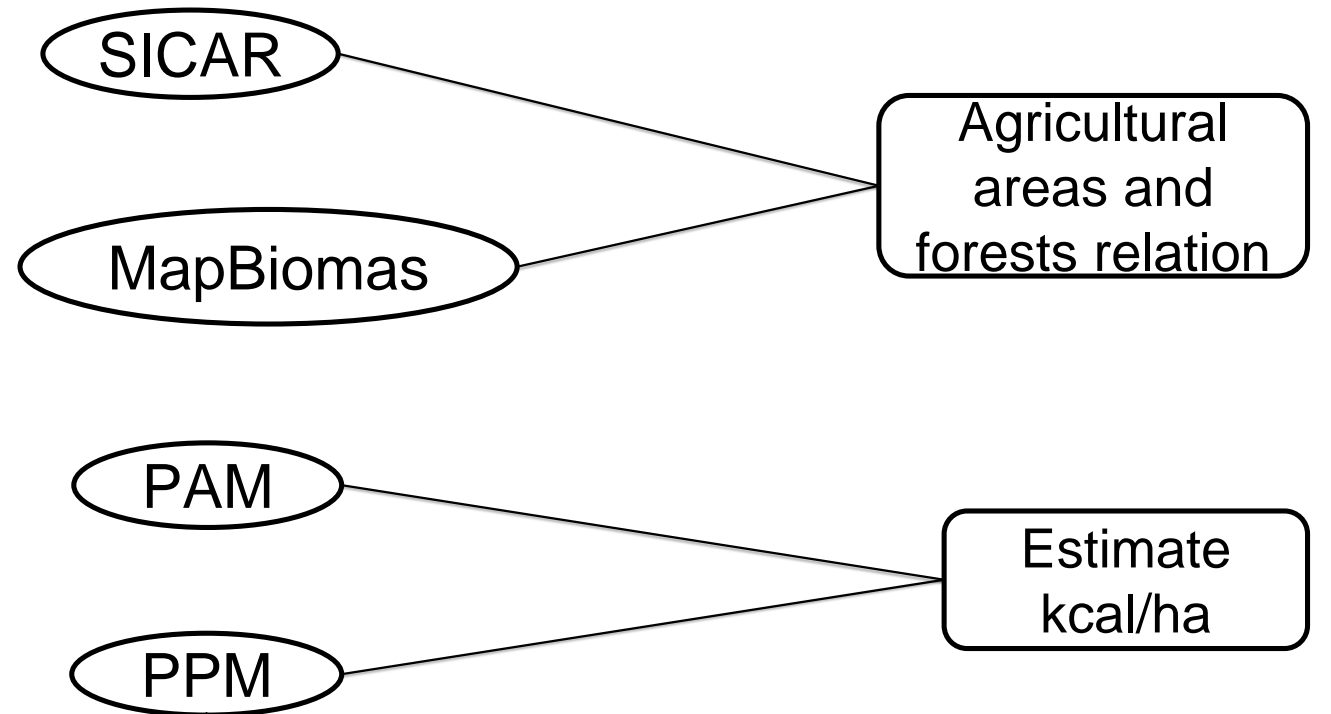 SICAR
Agricultural
areas and
forests relation
MapBiomas
PAM
Estimate
kcal/ha
PPM